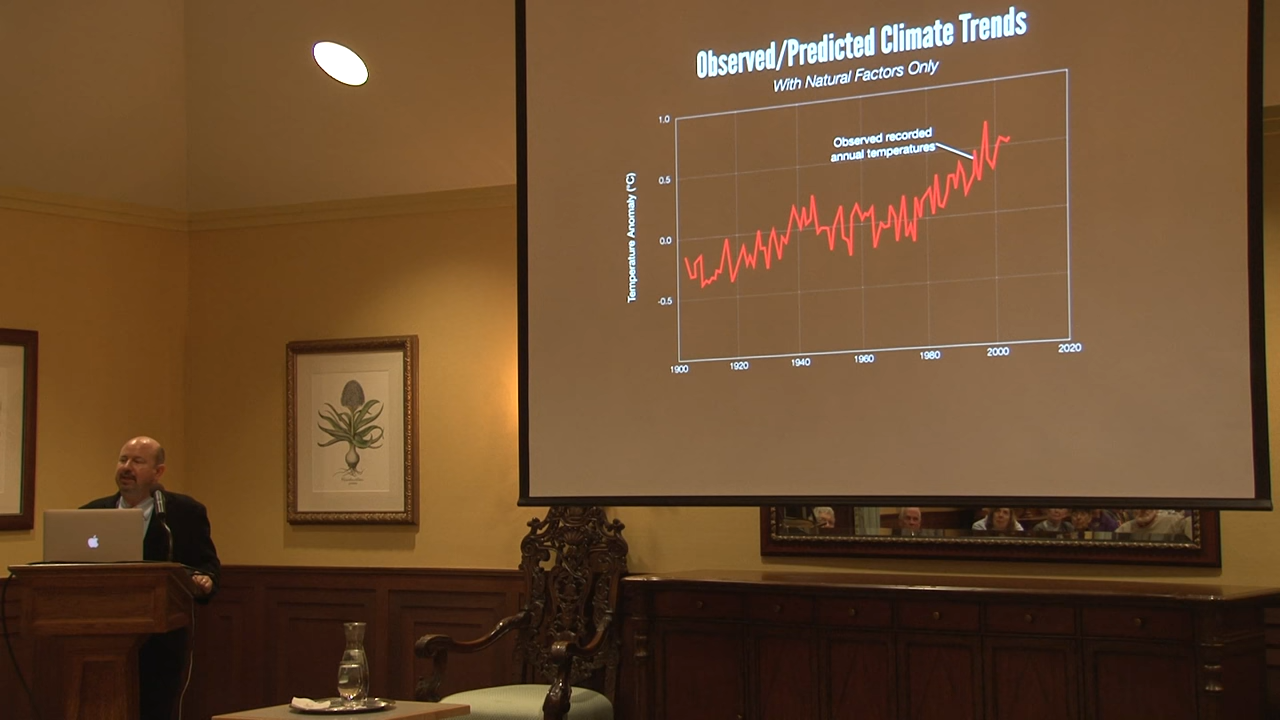 Observed/Predicted Climate Trends
With Natural Factors Only
1.0
Observed recorded
annual temperatures
0.5
Temperature Anomaly (°C)
0.0
-0.5
1900 1920 1940 1960 1980 2000 2020